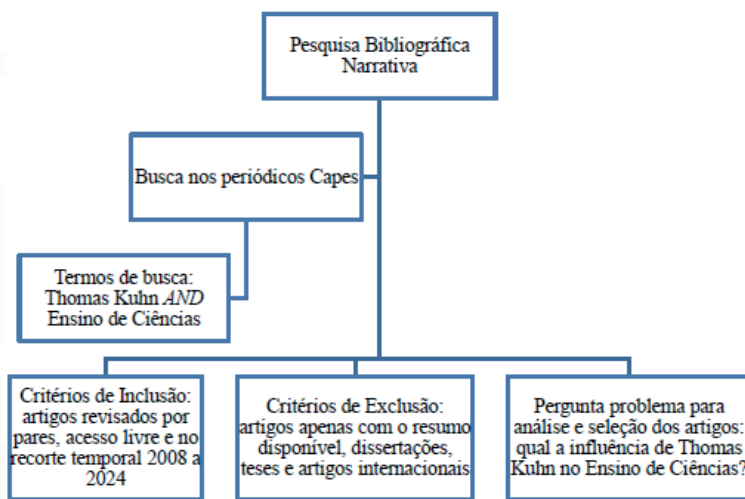 Pesquisa Bibliográfica
Narrativa
Busca nos periódicos Capes
Termos de busca:
Thomas Kuhn AND
Ensino de Ciências
Critérios de Inclusão:
artigos revisados por
pares, acesso livre e no
recorte temporal 2008 a
2024
Critérios de Exclusão:
artigos apenas com o resumo
disponível, dissertações,
teses e artigos internacionais
Pergunta problema para
análise e seleção dos artigos:
qual a influência de Thomas
Kuhn no Ensino de Ciências?